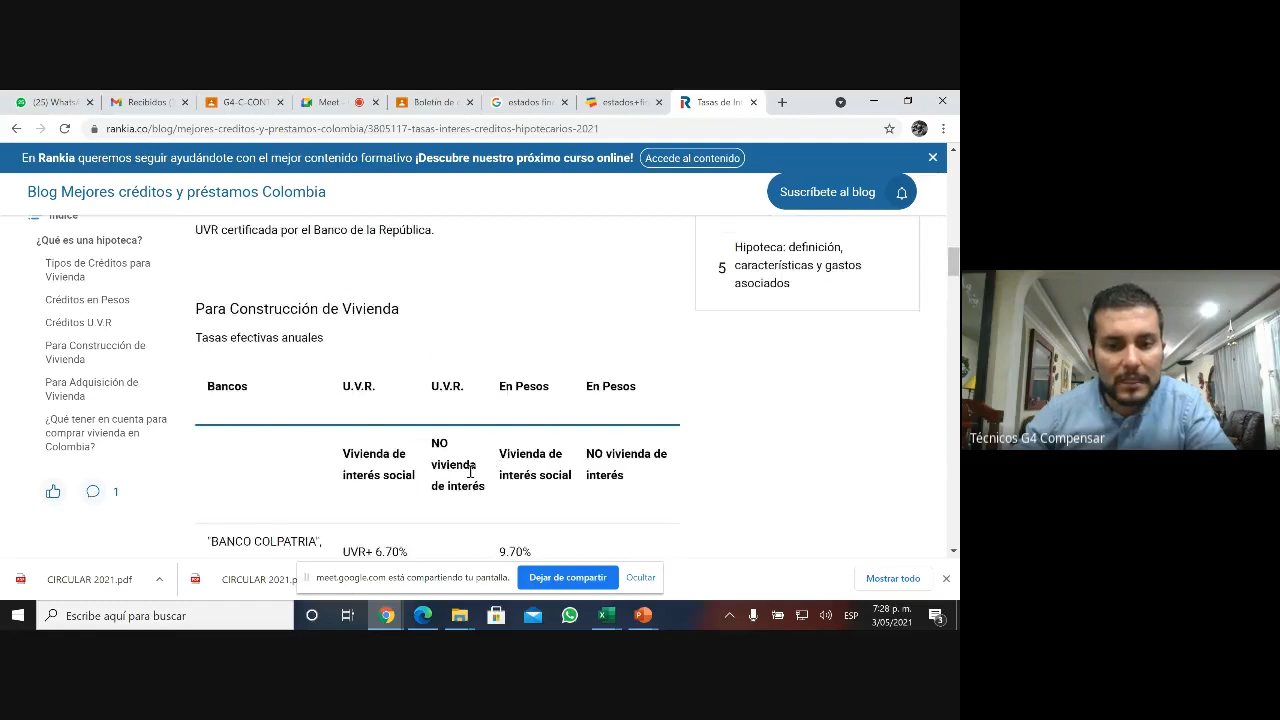 (25) WhatsA
Recibidos (
G4-C-CONT
Meet –
Boletín de c
estados fin
estados+fin
Tasas de Int
rankia.co/blog/mejores-creditos-y-prestamos-colombia/3805117-tasas-interes-creditos-hipotecarios-2021
En Rankia queremos seguir ayudándote con el mejor contenido formativo ¡Descubre nuestro próximo curso online!
Accede al contenido
Blog Mejores créditos y préstamos Colombia
Suscríbete al blog
Índice
¿Qué es una hipoteca?
Tipos de Créditos para
Vivienda
Créditos en Pesos
Créditos U.V.R
Para Construcción de
Vivienda
Para Adquisición de
Vivienda
¿Qué tener en cuenta para
comprar vivienda en
Colombia?
1
UVR certificada por el Banco de la República.
Para Construcción de Vivienda
Tasas efectivas anuales
Bancos U.V.R. U.V.R. En Pesos En Pesos
Vivienda de
interés social
NO
vivienda
de interés
Vivienda de
interés social
NO vivienda de
interés
"BANCO COLPATRIA",
UVR+ 6.70% 9.70%
5
Hipoteca: definición,
características y gastos
asociados
Técnicos G4 Compensar
CIRCULAR 2021.pdf
CIRCULAR 2021.p
meet.google.com está compartiendo tu pantalla.
Dejar de compartir
Ocultar
Mostrar todo
Escribe aquí para buscar
ESP
7:28 p. m.
3/05/2021
3